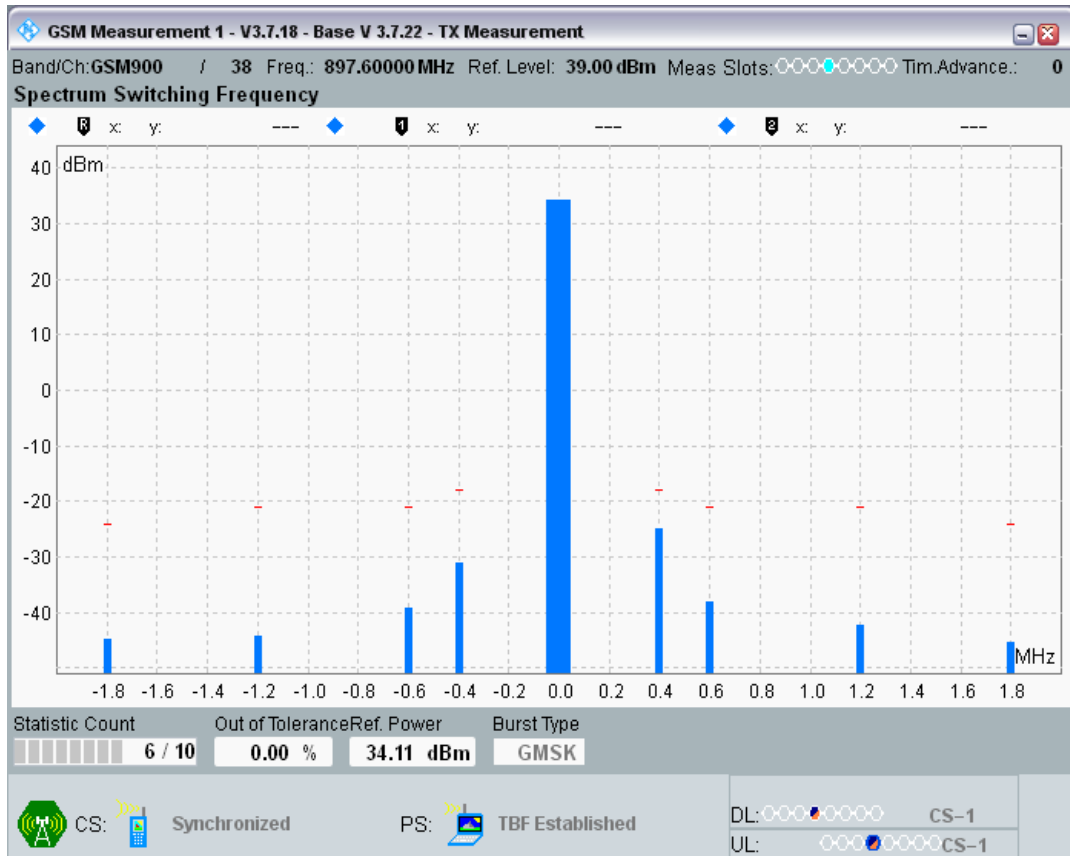 GSM Measurement 1 - V3.7.18 - Base V 3.7.22 - TX Measurement
Band/Ch:GSM900 / 38 Freq.: 897.60000 MHz Ref. Level: 39.00 dBm Meas Slots: Tim.Advance.: 0
Spectrum Switching Frequency
R x: y: --- 1 x: y: --- 2 x: y: ---
dBm
40
30
20
10
0
-10
-20
-30
-40
MHz
-1.8 -1.6 -1.4 -1.2 -1.0 -0.8 -0.6 -0.4 -0.2 0.0 0.2 0.4 0.6 0.8 1.0 1.2 1.4 1.6 1.8
Statistic Count Out of Tolerance Ref. Power Burst Type
6 / 10 0.00 % 34.11 dBm GMSK
CS: Synchronized PS: TBF Established
DL: CS-1
UL: CS-1